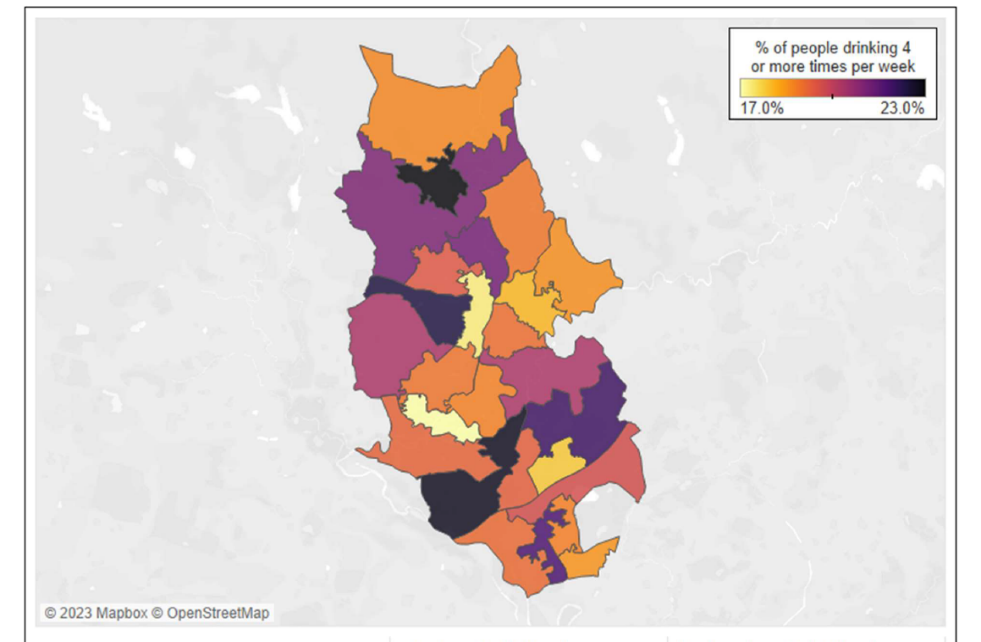 % of people drinking 4
or more times per week
17.0% 23.0%
© 2023 Mapbox © OpenStreetMap